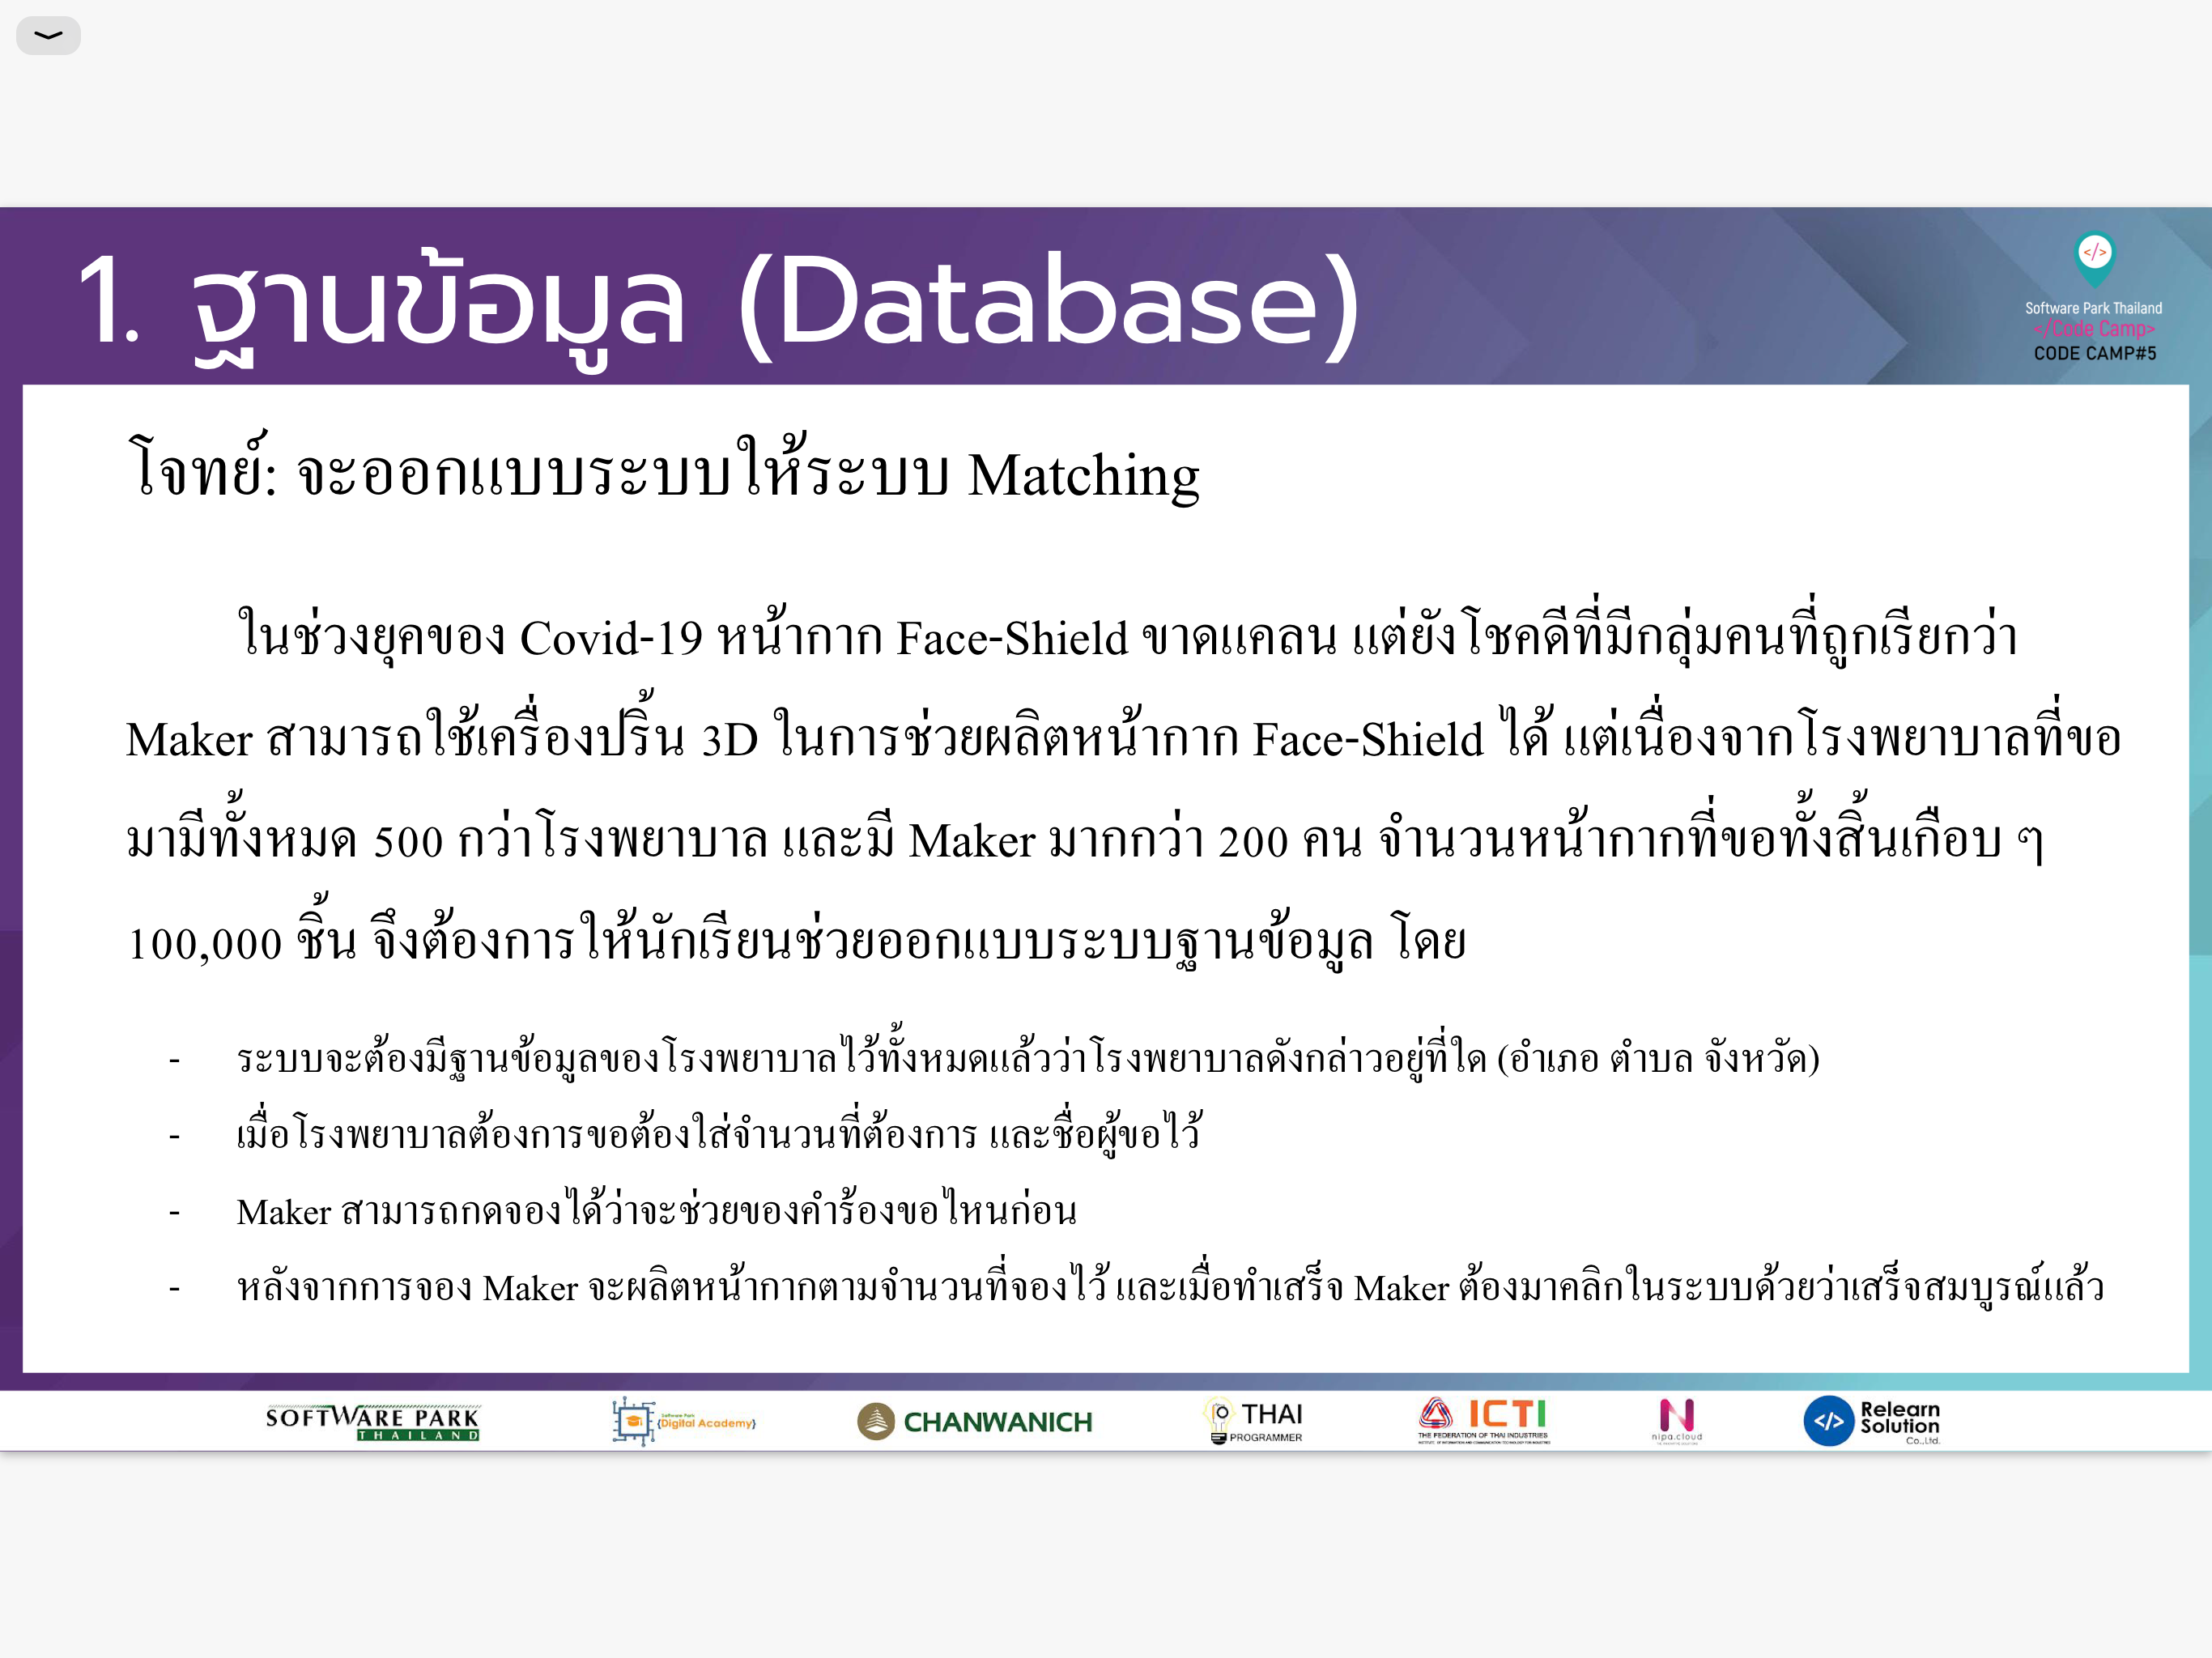 1. ฐานข้อมูล (Database)
</>
Software Park Thailand
</Code Camp>
CODE CAMP#5
โจทย์: จะออกแบบระบบให้ระบบ Matching
ในช่วงยุคของ Covid-19 หน้ากาก Face-Shield ขาดแคลน แต่ยังโชคดีที่มีกลุ่มคนที่ถูกเรียกว่า
Maker สามารถใช้เครื่องปริ้น 3D ในการช่วยผลิตหน้ากาก Face-Shield ได้ แต่เนื่องจากโรงพยาบาลที่ขอ
มามีทั้งหมด 500 กว่าโรงพยาบาล และมี Maker มากกว่า 200 คน จำนวนหน้ากากที่ขอทั้งสิ้นเกือบ ๆ
100,000 ชิ้น จึงต้องการให้นักเรียนช่วยออกแบบระบบฐานข้อมูล โดย
- ระบบจะต้องมีฐานข้อมูลของโรงพยาบาลไว้ทั้งหมดแล้วว่าโรงพยาบาลดังกล่าวอยู่ที่ใด (อำเภอ ตำบล จังหวัด)
- เมื่อโรงพยาบาลต้องการขอต้องใส่จำนวนที่ต้องการ และชื่อผู้ขอไว้
- Maker สามารถกดจองได้ว่าจะช่วยของคำร้องขอไหนก่อน
- หลังจากการจอง Maker จะผลิตหน้ากากตามจำนวนที่จองไว้ และเมื่อทำเสร็จ Maker ต้องมาคลิกในระบบด้วยว่าเสร็จสมบูรณ์แล้ว
SOFTWARE PARK
THAILAND
Software Park
{Digital Academy}
CHANWANICH
THAI
PROGRAMMER
ICTI
THE FEDERATION OF THAI INDUSTRIES
N
nipa.cloud
</>
Relearn
Solution
Co.,Ltd.